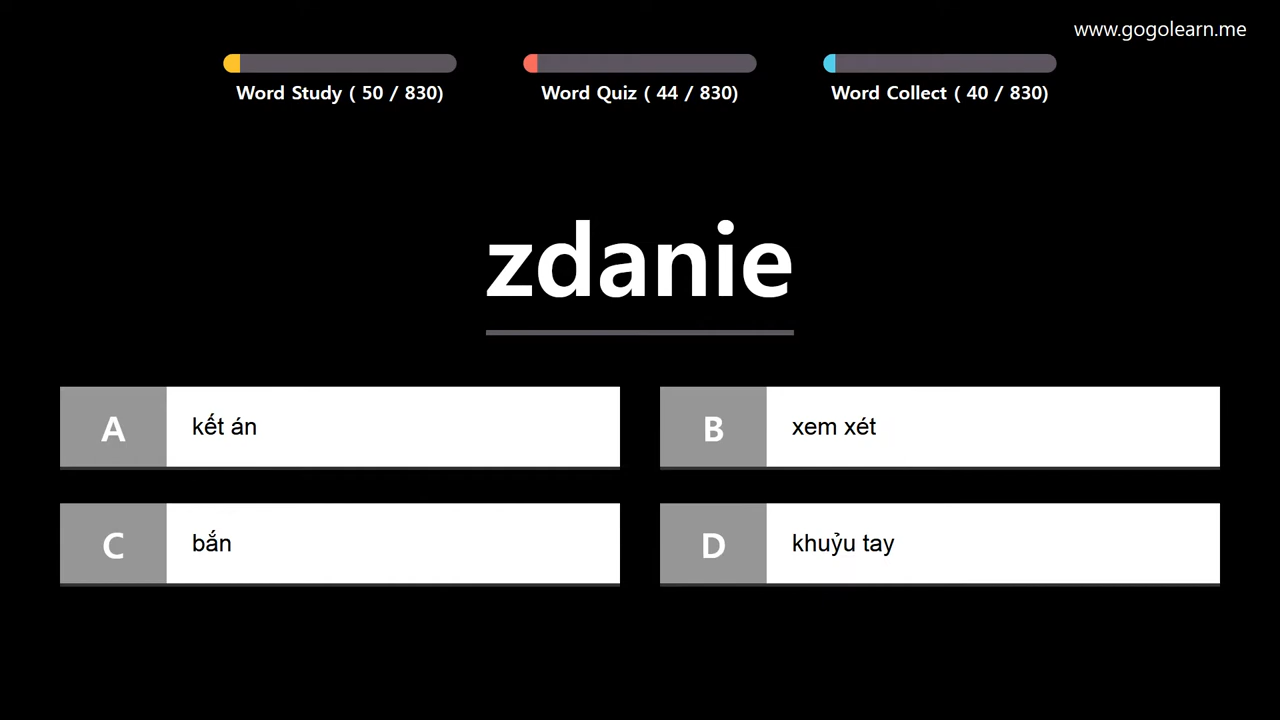 www.gogolearn.me
Word Study ( 50 / 830)
Word Quiz ( 44 / 830)
Word Collect ( 40 / 830)
zdanie
A kết án
B xem xét
C bắn
D khuỷu tay